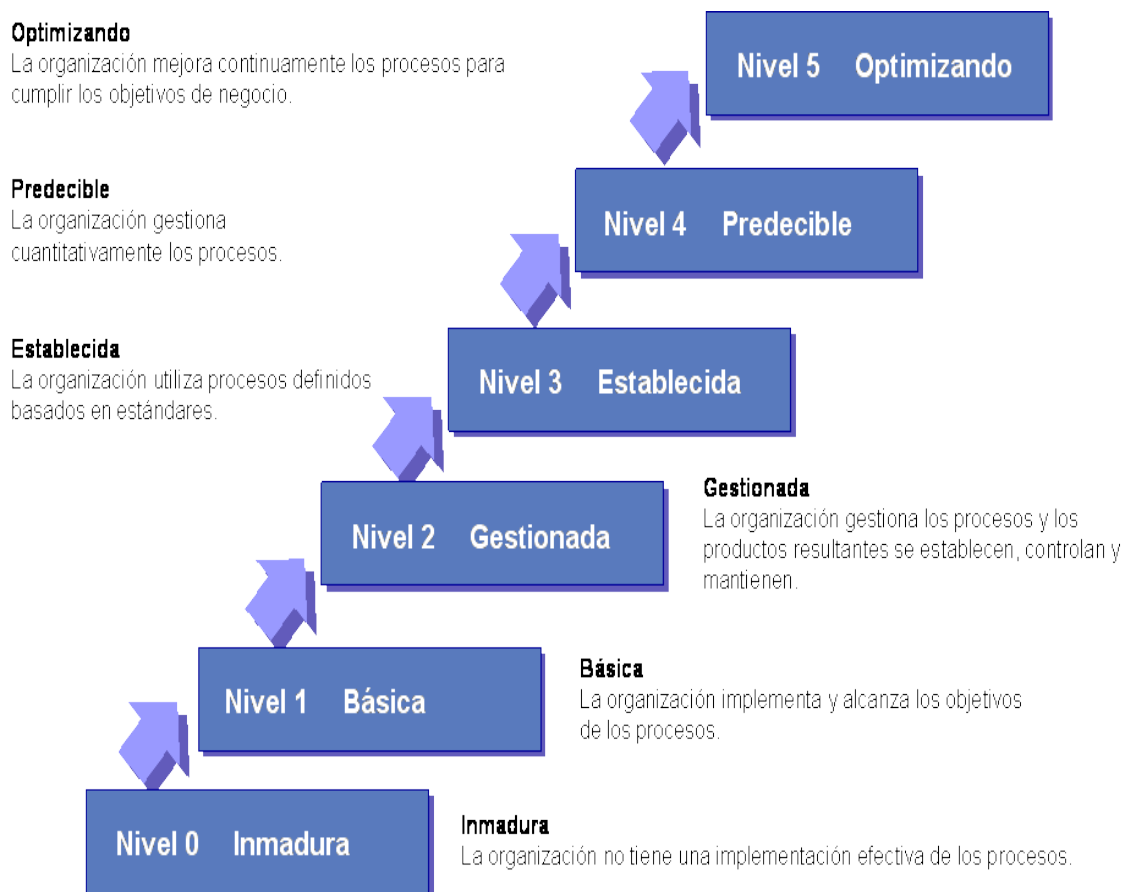 Optimizando
La organización mejora continuamente los procesos para
cumplir los objetivos de negocio.
Nivel 5 Optimizando
Predecible
La organización gestiona
cuantitativamente los procesos.
Nivel 4 Predecible
Establecida
La organización utiliza procesos definidos
basados en estándares.
Nivel 3 Establecida
Nivel 2 Gestionada
Gestionada
La organización gestiona los procesos y los
productos resultantes se establecen, controlan y
mantienen.
Nivel 1 Básica
Básica
La organización implementa y alcanza los objetivos
de los procesos.
Nivel 0 Inmadura
Inmadura
La organización no tiene una implementación efectiva de los procesos.